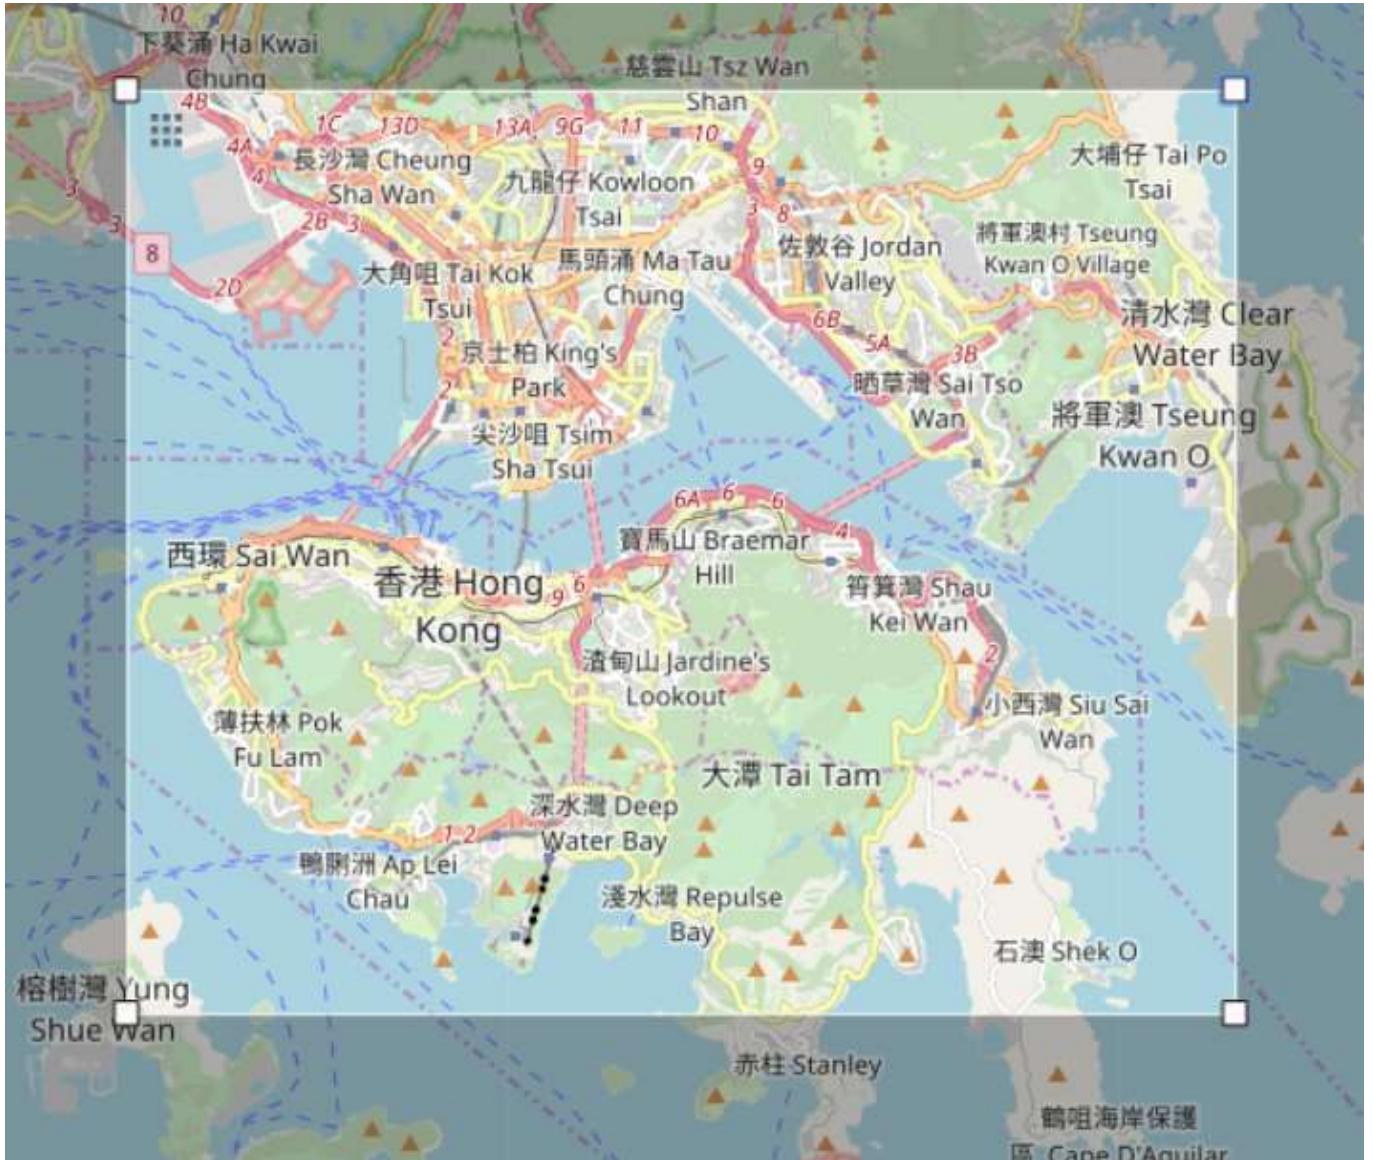 10
下葵涌 Ha Kwai
Chung
慈雲山 Tsz Wan
Shan
4B
1C
13D
13A
9G
11
10
4A
長沙灣 Cheung
Sha Wan
大埔仔 Tai Po
Tsai
9
4
九龍仔 Kowloon
Tsai
3
3
8
2B
3
3
將軍澳村 Tseung
Kwan O Village
佐敦谷 Jordan
Valley
8
馬頭涌 Ma Tau
Chung
大角咀 Tai Kok
Tsui
2D
清水灣 Clear
Water Bay
6B
2
5A
3B
京士柏 King's
Park
2
晒草灣 Sai Tso
Wan
將軍澳 Tseung
Kwan O
尖沙咀 Tsim
Sha Tsui
6A
6
6
4
西環 Sai Wan
寶馬山 Braemar
Hill
香港 Hong
Kong
9
6
筲箕灣 Shau
Kei Wan
2
渣甸山 Jardine's
Lookout
小西灣 Siu Sai
Wan
薄扶林 Pok
Fu Lam
大潭 Tai Tam
深水灣 Deep
Water Bay
1
2
鴨脷洲 Ap Lei
Chau
淺水灣 Repulse
Bay
石澳 Shek O
榕樹灣 Yung
Shue Wan
赤柱 Stanley
鶴咀海岸保護
區 Cape D'Aguilar